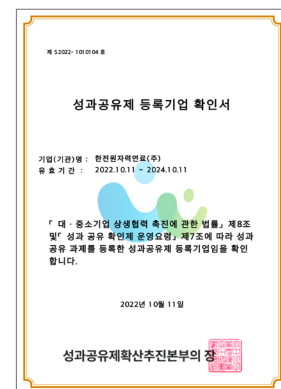 제 S2022- 1010104 호
성과공유제 등록기업 확인서
기업(기관)명 : 한전원자력연료(주)
유 효 기 간 : 2022.10.11 ~ 2024.10.11
「 대 · 중소기업 상생협력 촉진에 관한 법률」 제8조
및「 성과 공유 확인제 운영요령」 제7조에 따라 성과
공유 과제를 등록한 성과공유제 등록기업임을 확인
합니다.
2022년 10월 11일
성과공유제확산추진본부의 장